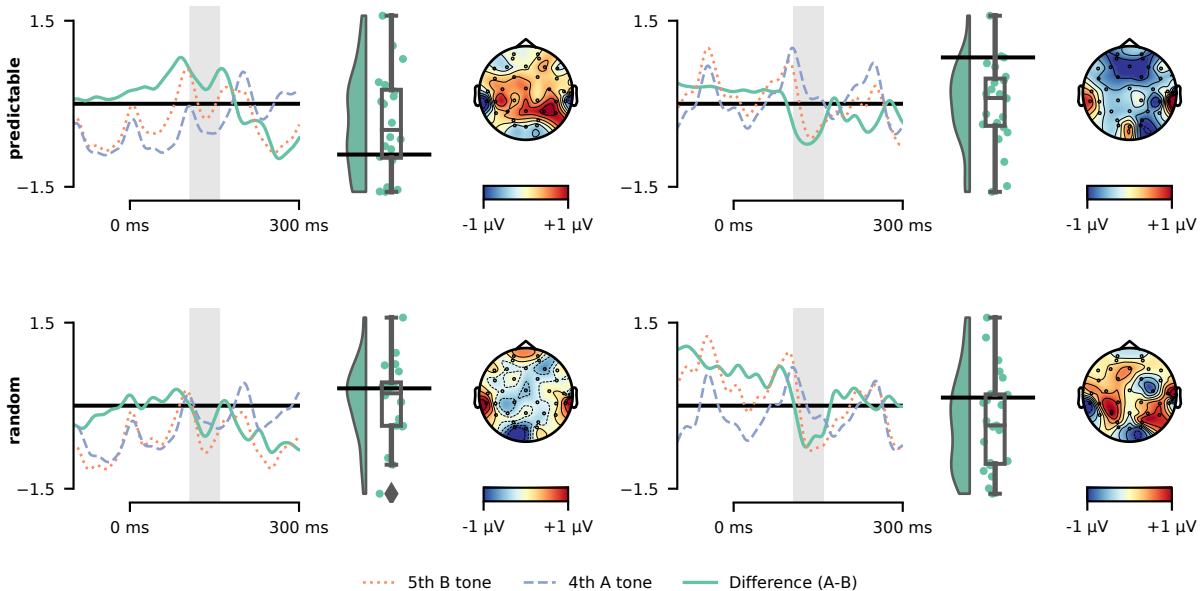 predictable
1.5
−1.5
0 ms
300 ms
-1 µV
+1 µV
1.5
−1.5
0 ms
300 ms
-1 µV
+1 µV
random
1.5
−1.5
0 ms
300 ms
-1 µV
+1 µV
1.5
−1.5
0 ms
300 ms
-1 µV
+1 µV
5th B tone
4th A tone
Difference (A-B)